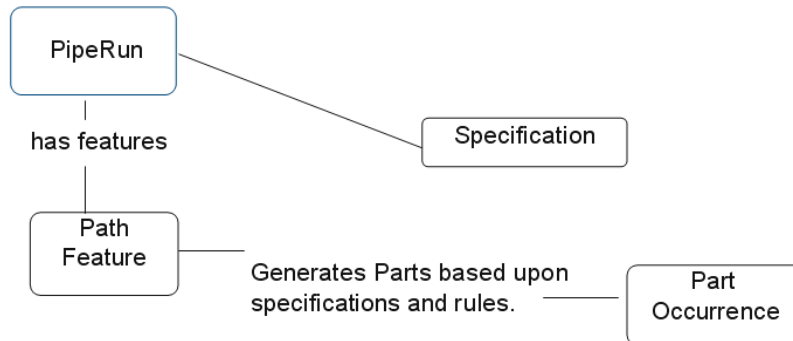 PipeRun
Specification
has features
Path
Feature
Generates Parts based upon
specifications and rules.
Part
Occurrence